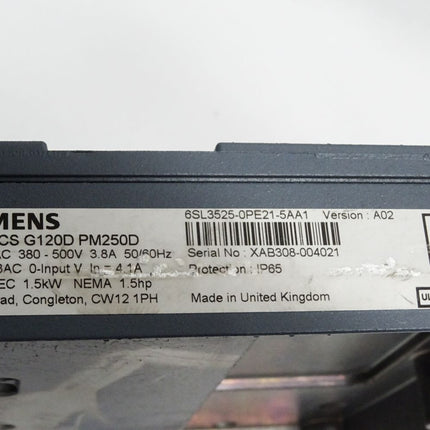 MENS
CS G120D PM250D
AC 380 - 500V 3.8A 50/60Hz
3AC 0-Input V In= 4.1A
EC 1.5kW NEMA 1.5hp
ad, Congleton, CW12 1PH
6SL3525-0PE21-5AA1 Version : A02
Serial No : XAB308-004021
Protection : IP65
Made in United Kingdom
UL